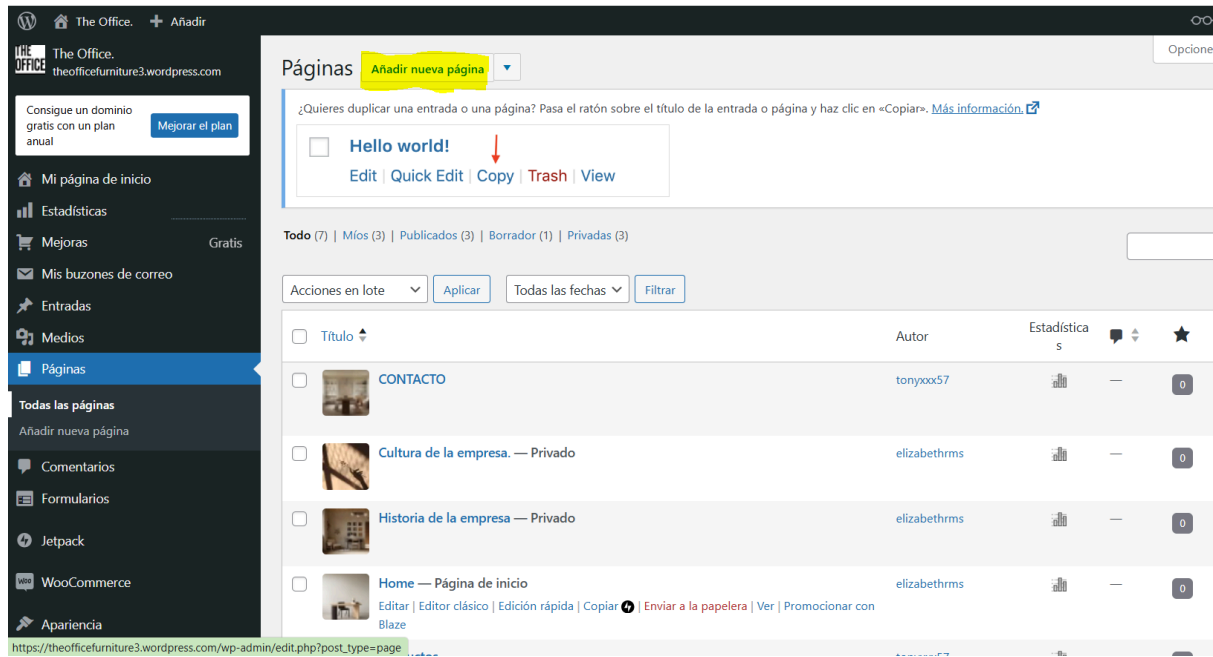 The Office. Añadir
THE
OFFICE
The Office.
theofficefurniture3.wordpress.com
Consigue un dominio
gratis con un plan
anual
Mejorar el plan
Mi página de inicio
Estadísticas
Mejoras Gratis
Mis buzones de correo
Entradas
Medios
Páginas
Todas las páginas
Añadir nueva página
Comentarios
Formularios
Jetpack
Woo WooCommerce
Apariencia
https://theofficefurniture3.wordpress.com/wp-admin/edit.php?post_type=page
Opcione
Páginas Añadir nueva página
¿Quieres duplicar una entrada o una página? Pasa el ratón sobre el título de la entrada o página y haz clic en «Copiar». Más información.
Hello world!
Edit | Quick Edit | Copy | Trash | View
Todo (7) | Míos (3) | Publicados (3) | Borrador (1) | Privadas (3)
Acciones en lote Aplicar Todas las fechas Filtrar
Título Autor Estadística
s
CONTACTO tonyxxx57 — 0
Cultura de la empresa. — Privado elizabethrms — 0
Historia de la empresa — Privado elizabethrms — 0
Home — Página de inicio elizabethrms — 0
Editar | Editor clásico | Edición rápida | Copiar | Enviar a la papelera | Ver | Promocionar con
Blaze